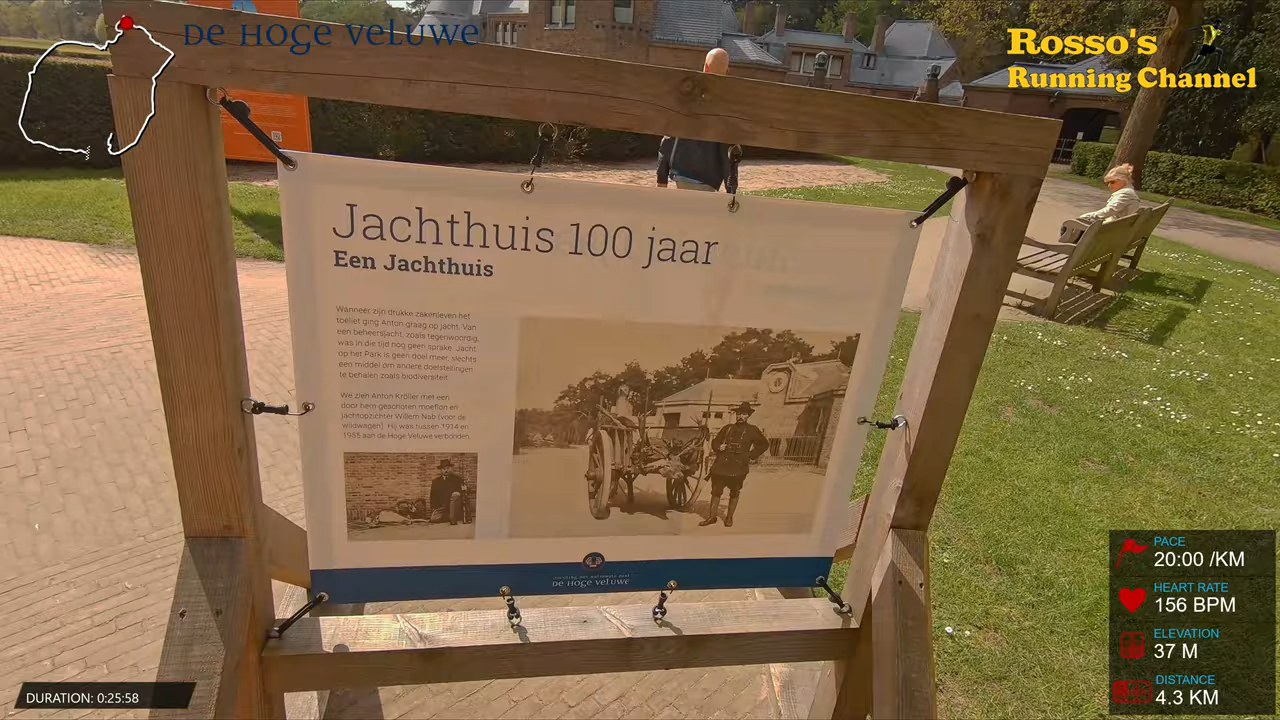 De Hoge Veluwe
Rosso's
Running Channel
Jachthuis 100 jaar
Een Jachthuis
Wanneer zijn drukke zakenleven het
toeliet ging Anton graag op jacht. Van
een beheersjacht, zoals tegenwoordig,
was in die tijd nog geen sprake. Jacht
op het Park is geen doel meer, slechts
een middel om andere doelstellingen
te behalen zoals biodiversiteit.
We zien Anton Kröller met een
door hem geschoten moeflon en
jachtopzichter Willem Nab (voor de
wildwagen). Hij was tussen 1914 en
1955 aan de Hoge Veluwe verbonden.
De Hoge Veluwe
PACE
20:00 /KM
HEART RATE
156 BPM
ELEVATION
37 M
DISTANCE
4.3 KM
DURATION: 0:25:58